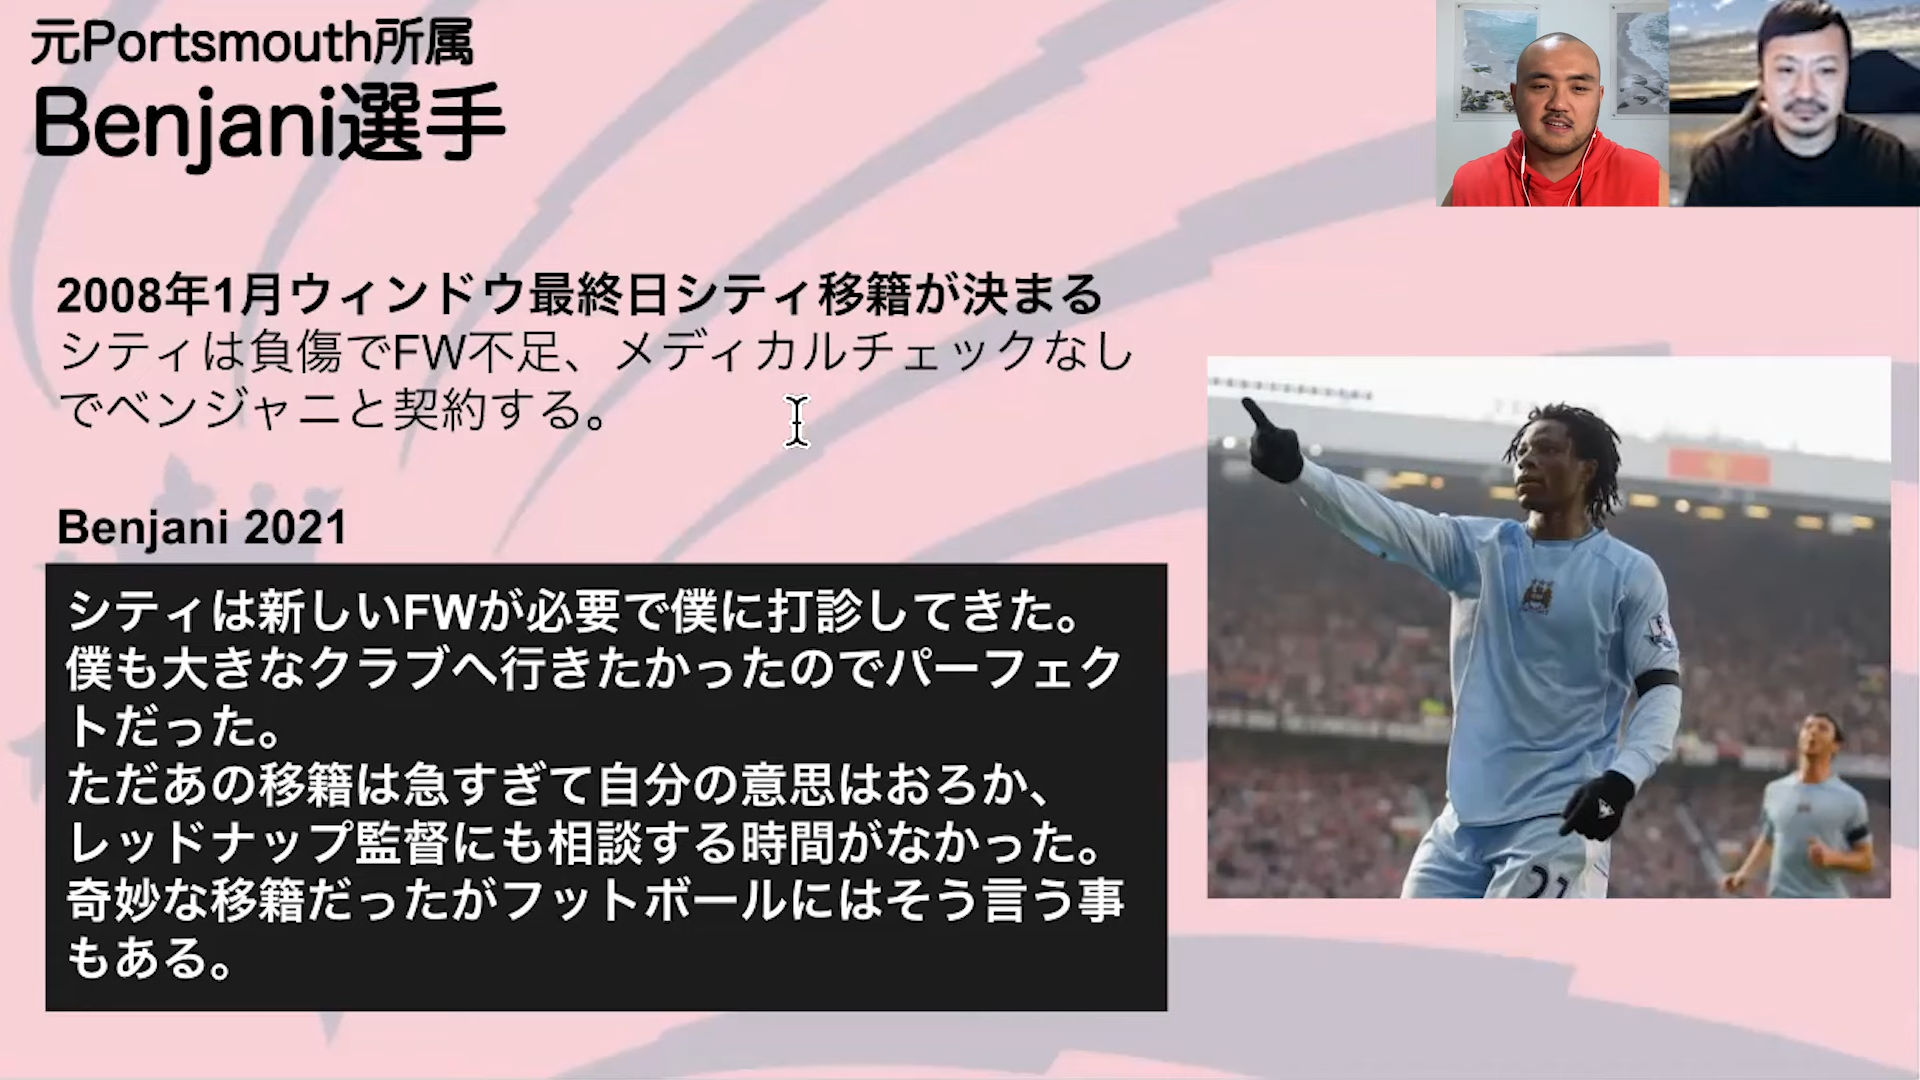 元Portsmouth所属
Benjani選手
2008年1月ウィンドウ最終日シティ移籍が決まる
シティは負傷でFW不足、メディカルチェックなし
でベンジャニと契約する。
Benjani 2021
シティは新しいFWが必要で僕に打診してきた。
僕も大きなクラブへ行きたかったのでパーフェク
トだった。
ただあの移籍は急すぎて自分の意思はおろか、
レッドナップ監督にも相談する時間がなかった。
奇妙な移籍だったがフットボールにはそう言う事
もある。
27